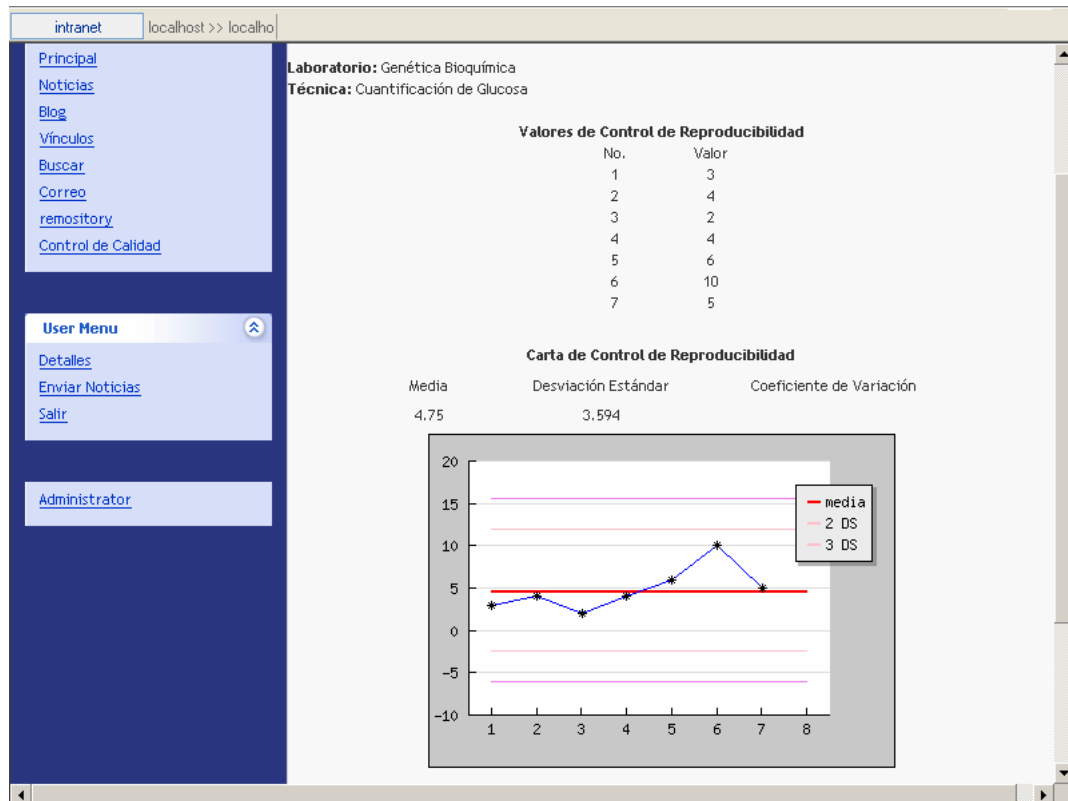 intranet localhost >> localho
Principal
Noticias
Blog
Vínculos
Buscar
Correo
remository
Control de Calidad
User Menu
Detalles
Enviar Noticias
Salir
Administrator
Laboratorio: Genética Bioquímica
Técnica: Cuantificación de Glucosa
Valores de Control de Reproducibilidad
No. Valor
1 3
2 4
3 2
4 4
5 6
6 10
7 5
Carta de Control de Reproducibilidad
Media Desviación Estándar Coeficiente de Variación
4.75 3.594
20
15
10
5
0
-5
-10
1 2 3 4 5 6 7 8
media
2 DS
3 DS